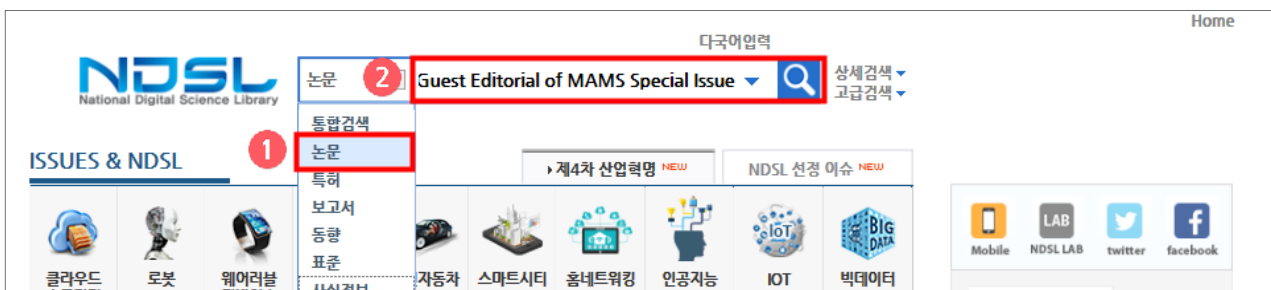 Home
다국어입력
NDSL
National Digital Science Library
논문
2
Guest Editorial of MAMS Special Issue
상세검색
고급검색
통합검색
1
논문
특허
보고서
동향
표준
ISSUES & NDSL
제4차 산업혁명 NEW
NDSL 선정 이슈 NEW
IoT
BIG DATA
클라우드
로봇
웨어러블
자동차
스마트시티
홈네트워킹
인공지능
IOT
빅데이터
LAB
Mobile
NDSL LAB
twitter
facebook